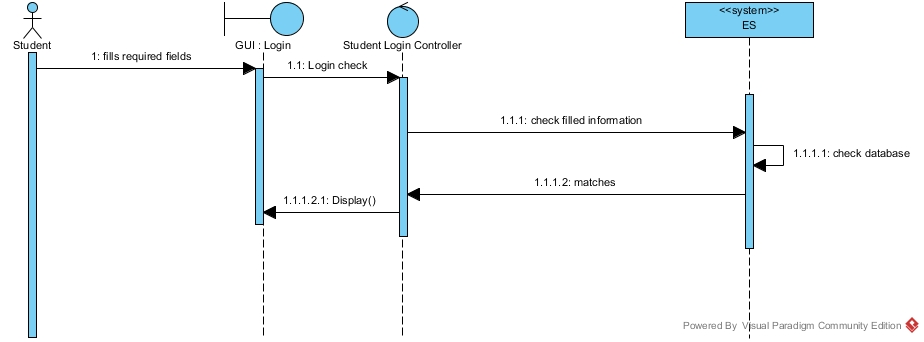 <<system>>
ES
Student
GUI : Login
Student Login Controller
1: fills required fields
1.1: Login check
1.1.1: check filled information
1.1.1.1: check database
1.1.1.2: matches
1.1.1.2.1: Display()
Powered By Visual Paradigm Community Edition